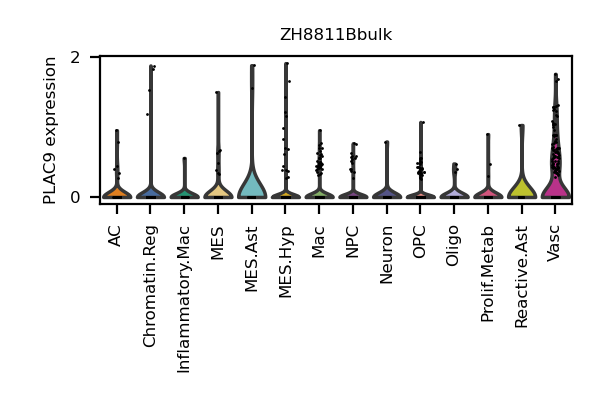 ZH8811Bbulk
PLAC9 expression
2
0
AC
Chromatin.Reg
Inflammatory.Mac
MES
MES.Ast
MES.Hyp
Mac
NPC
Neuron
OPC
Oligo
Prolif.Metab
Reactive.Ast
Vasc